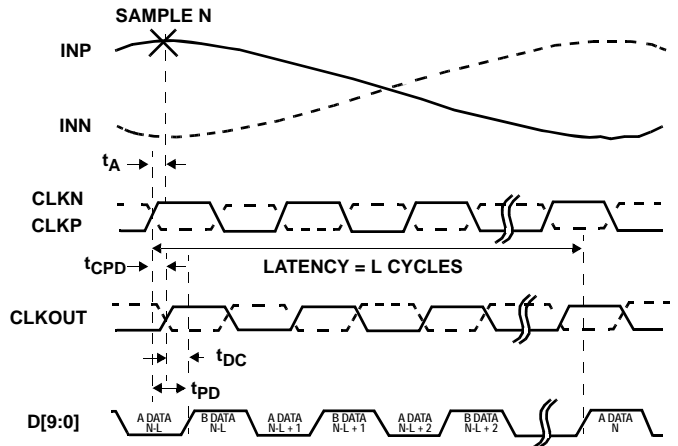 SAMPLE N
INP
INN
tA
CLKN
CLKP
tCPD
LATENCY = L CYCLES
CLKOUT
tDC
tPD
D[9:0]
A DATA
N-L
B DATA
N-L
A DATA
N-L + 1
B DATA
N-L + 1
A DATA
N-L + 2
B DATA
N-L + 2
A DATA
N